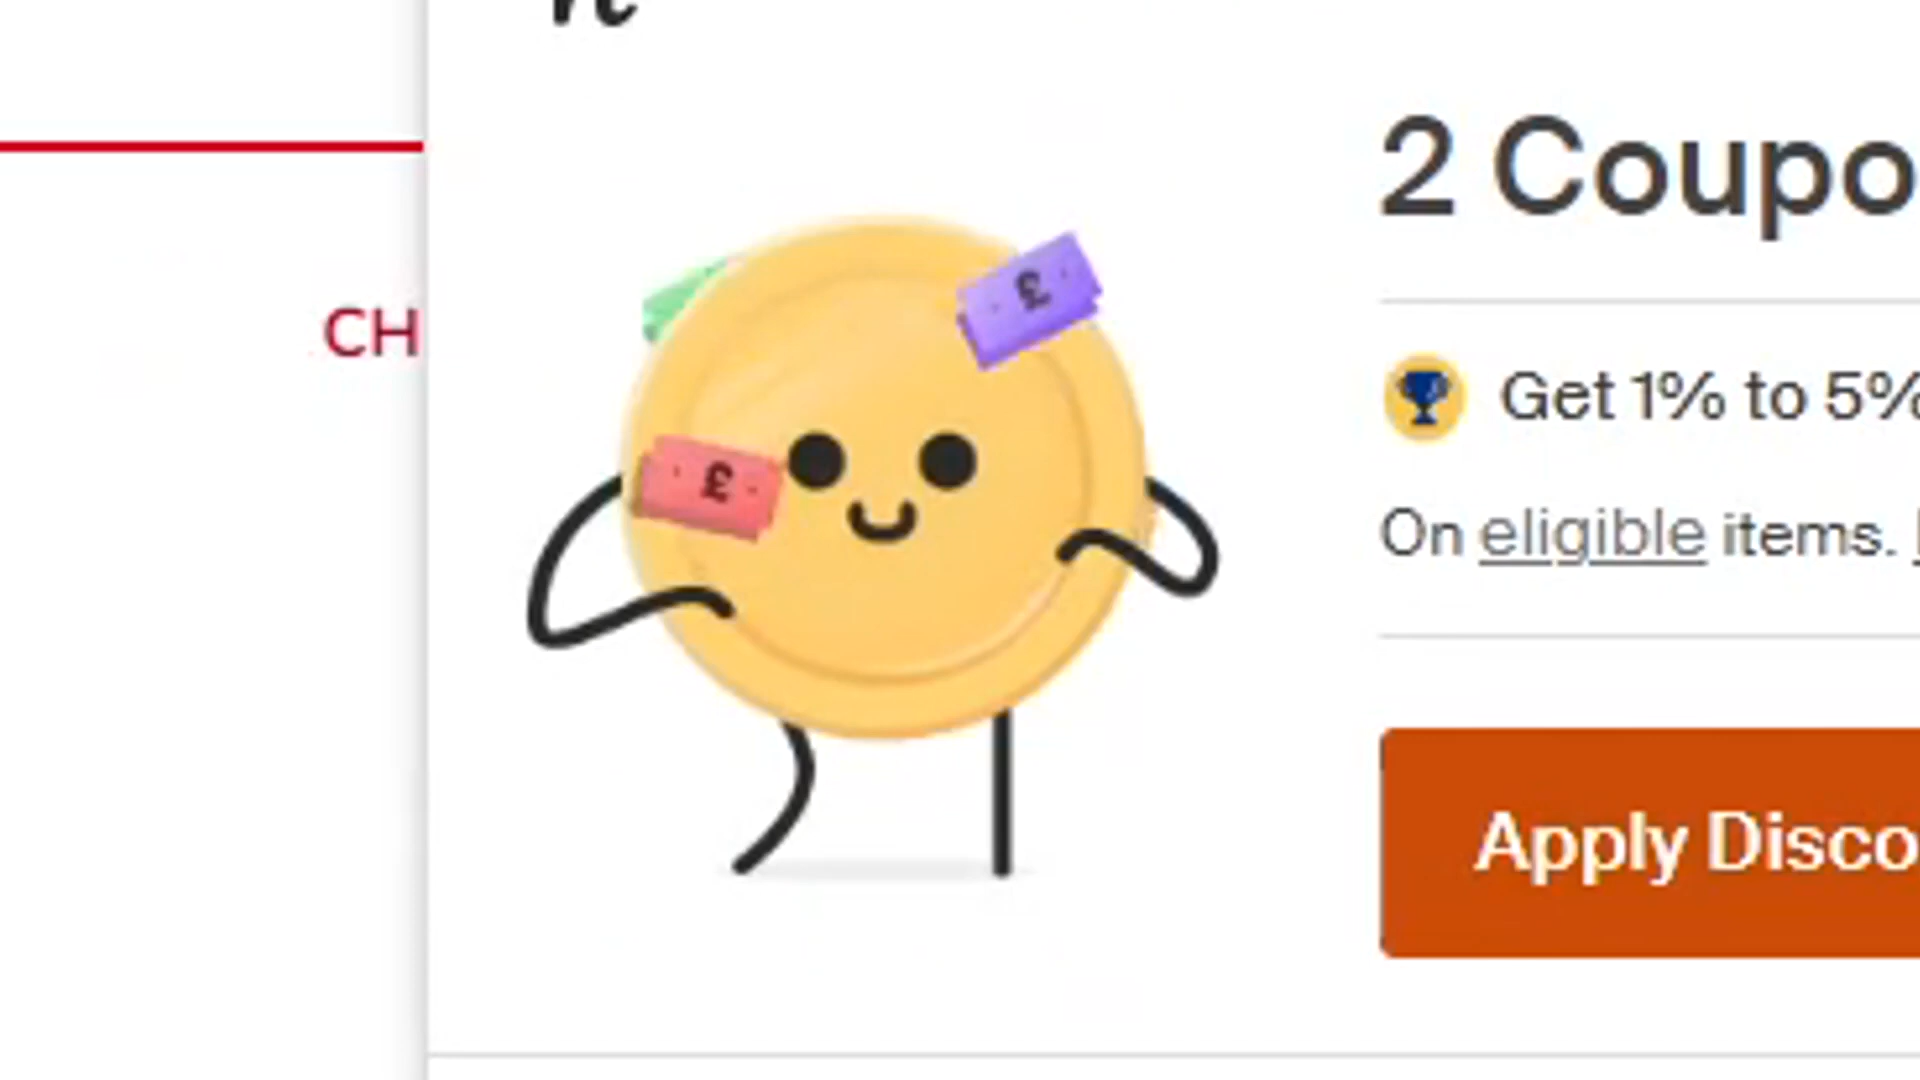 2 Coupo
CH
Get 1% to 5%
On eligible items.
£
£
Apply Disco